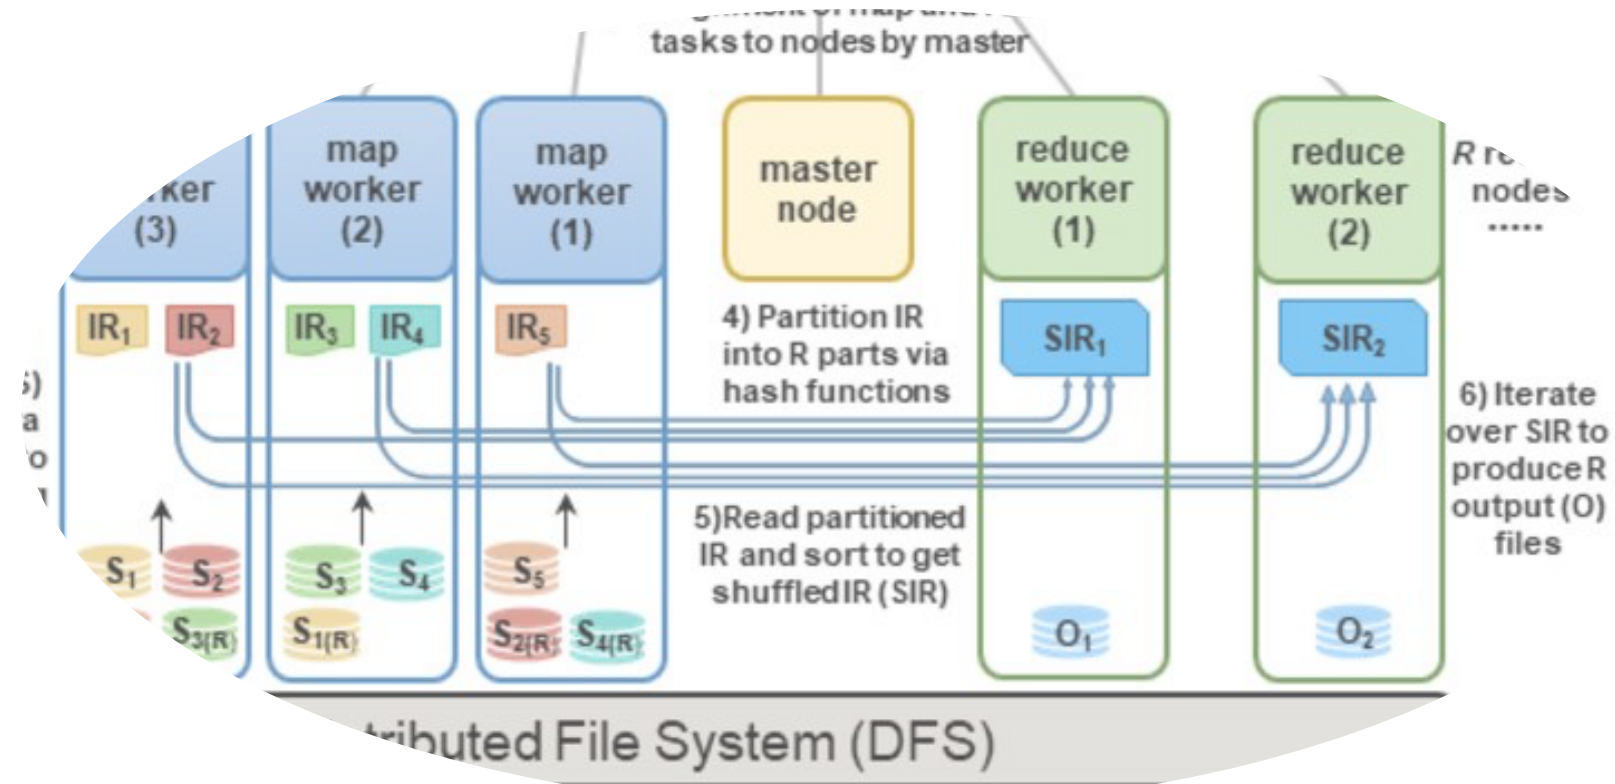 tasks to nodes by master
(3)
map
worker
(2)
map
worker
(1)
master
node
reduce
worker
(1)
reduce
worker
(2)
R
nodes
.....
IR1
IR2
IR3
IR4
IR5
4) Partition IR
into R parts via
hash functions
SIR1
SIR2
6) Iterate
over SIR to
produce R
output (O)
files
5)Read partitioned
IR and sort to get
shuffled IR (SIR)
S1
S2
S3
S4
S5
S3(R)
S1(R)
S2(R)
S4(R)
O1
O2
File System (DFS)